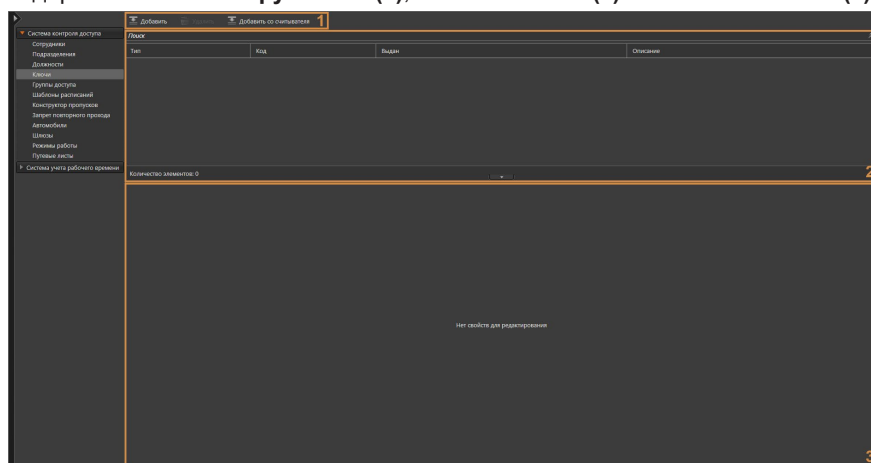 (2)
Добавить Удалить Добавить со считывателя 1
Система контроля доступа
Поиск
Сотрудники
Тип Код Выдан Описание
Подразделения
Должности
Ключи
Группы доступа
Шаблоны расписаний
Конструктор пропусков
Запрет повторного прохода
Автомобили
Шлюзы
Режимы работы
Путевые листы
Система учета рабочего времени
Количество элементов: 0
2
Нет свойств для редактирования
3